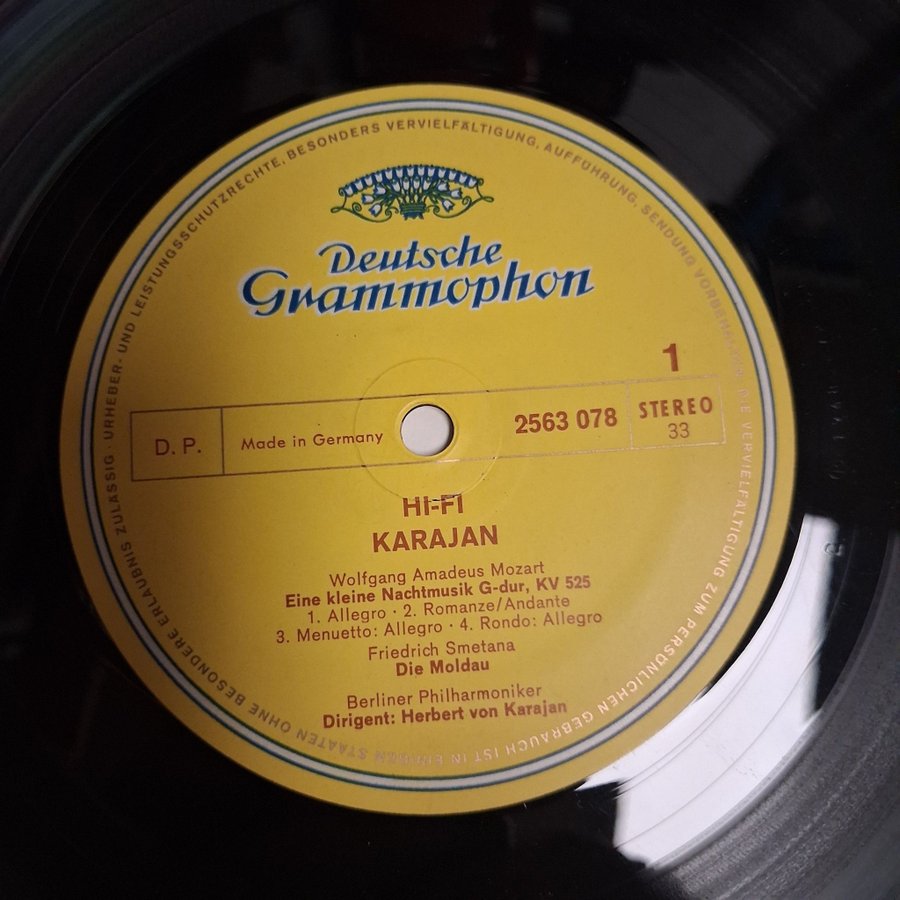 Deutsche
Grammophon
1
D. P.
Made in Germany
2563 078
STEREO
33
HI-FI
KARAJAN
Wolfgang Amadeus Mozart
Eine kleine Nachtmusik G-dur, KV 525
1. Allegro · 2. Romanze/Andante
3. Menuetto: Allegro · 4. Rondo: Allegro
Friedrich Smetana
Die Moldau
Berliner Philharmoniker
Dirigent: Herbert von Karajan
URHEBER- UND LEISTUNGSSCHUTZRECHTE, BESONDERS VERVIELFÄLTIGUNG, AUFFÜHRUNG, SENDUNG VORBEHALTEN. DIE VERVIELFÄLTIGUNG ZUM PERSÖNLICHEN GEBRAUCH IST IN EINIGEN STAATEN OHNE BESONDERE ERLAUBNIS ZULÄSSIG ·